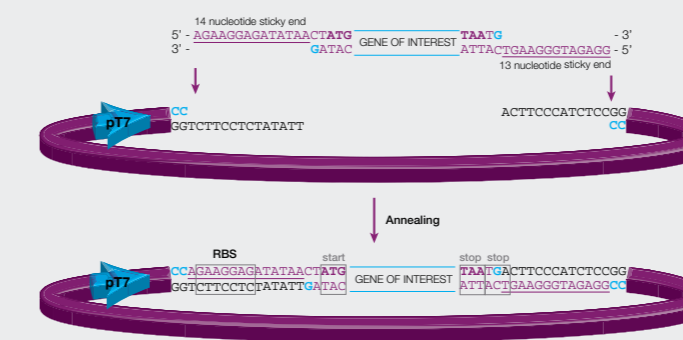 14 nucleotide sticky end
5' - AGAAGGAGATATAACTATG GENE OF INTEREST TAATG - 3'
3' - GATAC ATTACTGAAGGGTAGAGG - 5'
13 nucleotide sticky end
pT7
CC ACTTCCCATCTCCGG
GGTCTTCCTCTATATT CC
Annealing
RBS start stop stop
pT7
CCAGAAGGAGATATAACTATG GENE OF INTEREST TAATGACTTCCCATCTCCGG
GGTCTTCCTCTATATTGATAC ATTACTGAAGGGTAGAGGCC